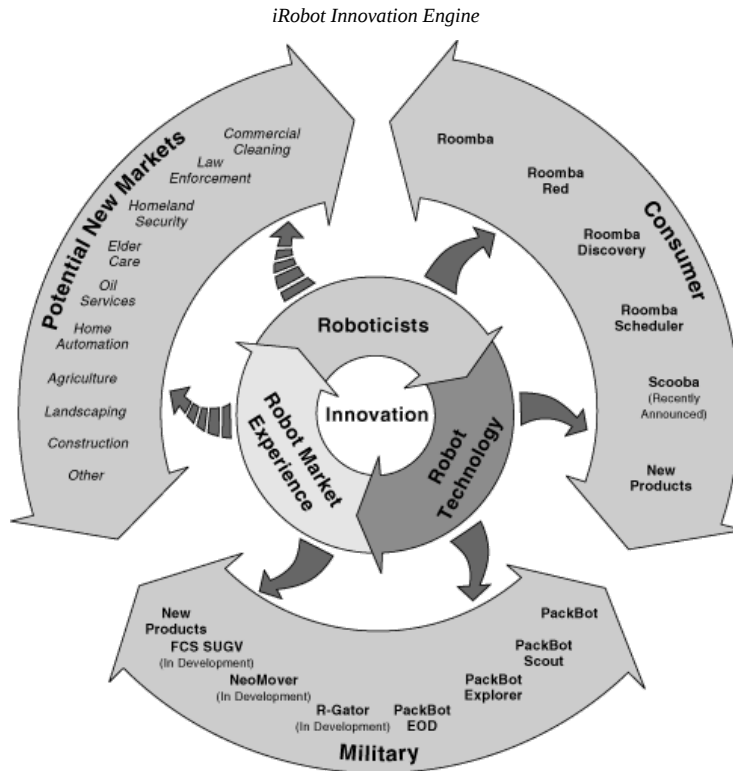 iRobot Innovation Engine
Potential New Markets
Commercial
Cleaning
Law
Enforcement
Homeland
Security
Elder
Care
Oil
Services
Home
Automation
Agriculture
Landscaping
Construction
Other
Consumer
Roomba
Roomba
Red
Roomba
Discovery
Roomba
Scheduler
Scooba
(Recently
Announced)
New
Products
Roboticists
Innovation
Robot Market
Experience
Robot
Technology
New
Products
FCS SUGV
(In Development)
NeoMover
(In Development)
R-Gator
(In Development)
PackBot
EOD
PackBot
Explorer
PackBot
Scout
PackBot
Military